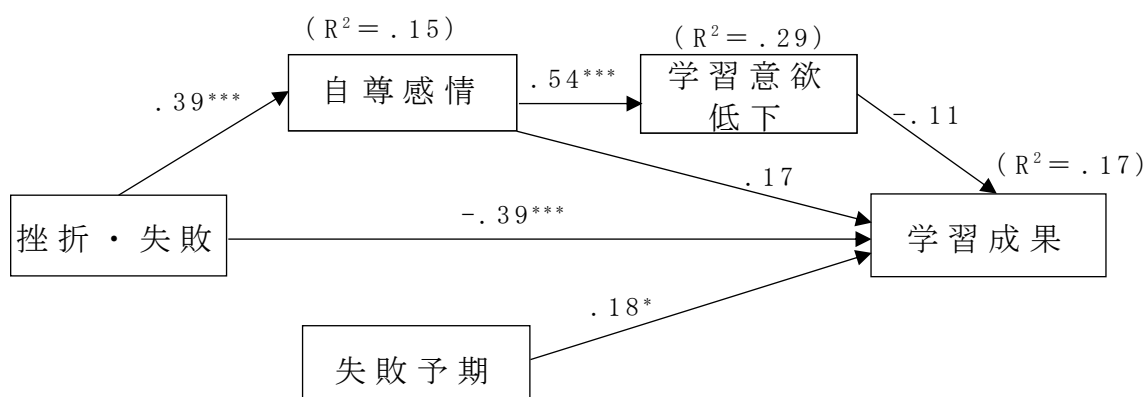 (R²=.15)
(R²=.29)
.39***
自尊感情
.54***
学習意欲
低下
-.11
(R²=.17)
.17
挫折・失敗
-.39***
学習成果
.18*
失敗予期